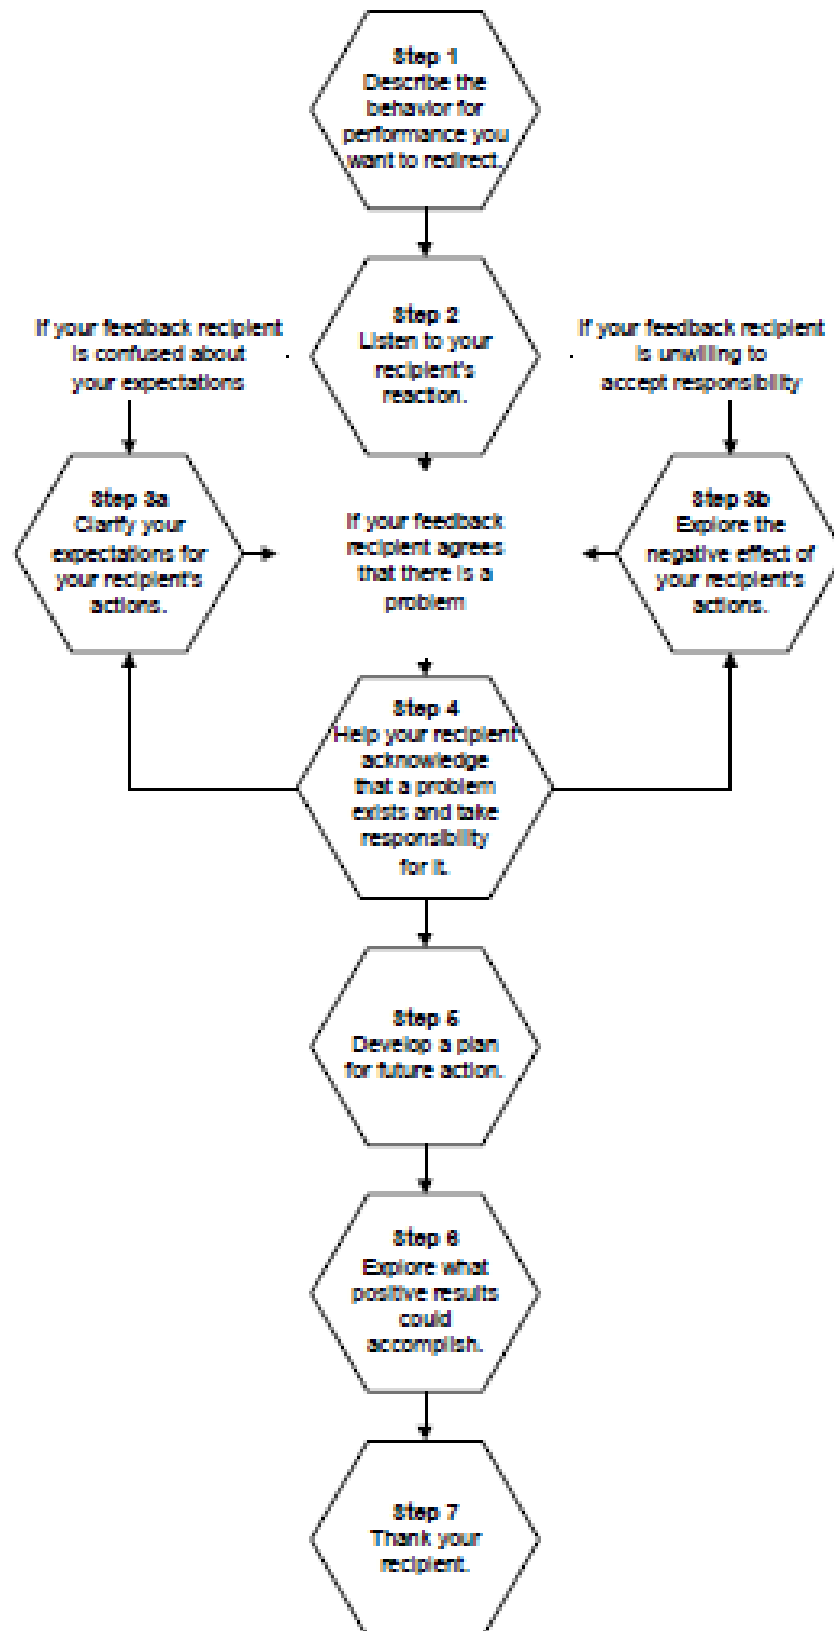 Step 1
Describe the
behavior for
performance you
want to redirect.
Step 2
Listen to your
recipient's
reaction.
If your feedback recipient
is confused about
your expectations
If your feedback recipient
is unwilling to
accept responsibility
Step 3a
Clarify your
expectations for
your recipient's
actions.
If your feedback
recipient agrees
that there is a
problem
Step 3b
Explore the
negative effect of
your recipient's
actions.
Step 4
Help your recipient
acknowledge
that a problem
exists and take
responsibility
for it.
Step 5
Develop a plan
for future action.
Step 6
Explore what
positive results
could
accomplish.
Step 7
Thank your
recipient.